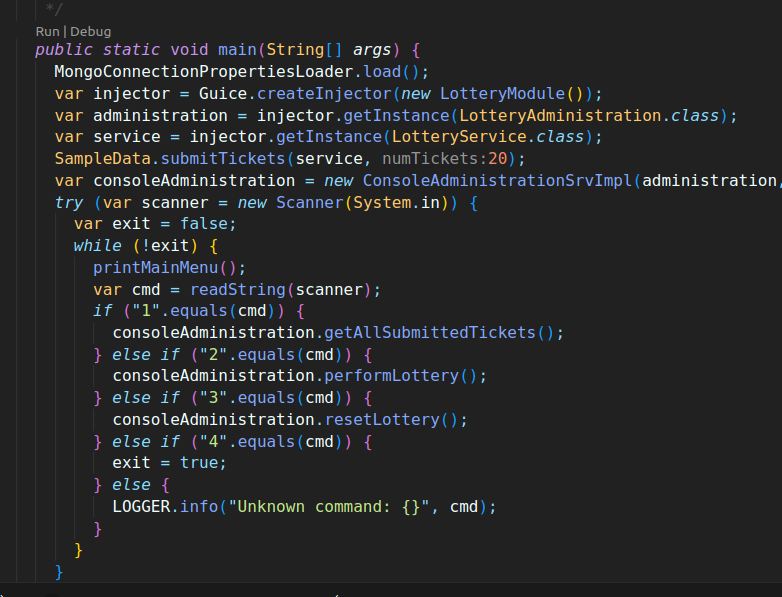 */
Run | Debug
public static void main(String[] args) {
MongoConnectionPropertiesLoader.load();
var injector = Guice.createInjector(new LotteryModule());
var administration = injector.getInstance(LotteryAdministration.class);
var service = injector.getInstance(LotteryService.class);
SampleData.submitTickets(service, numTickets:20);
var consoleAdministration = new ConsoleAdministrationSrvImpl(administration,
try (var scanner = new Scanner(System.in)) {
var exit = false;
while (!exit) {
printMainMenu();
var cmd = readString(scanner);
if ("1".equals(cmd)) {
consoleAdministration.getAllSubmittedTickets();
} else if ("2".equals(cmd)) {
consoleAdministration.performLottery();
} else if ("3".equals(cmd)) {
consoleAdministration.resetLottery();
} else if ("4".equals(cmd)) {
exit = true;
} else {
LOGGER.info("Unknown command: {}", cmd);
}
}
}